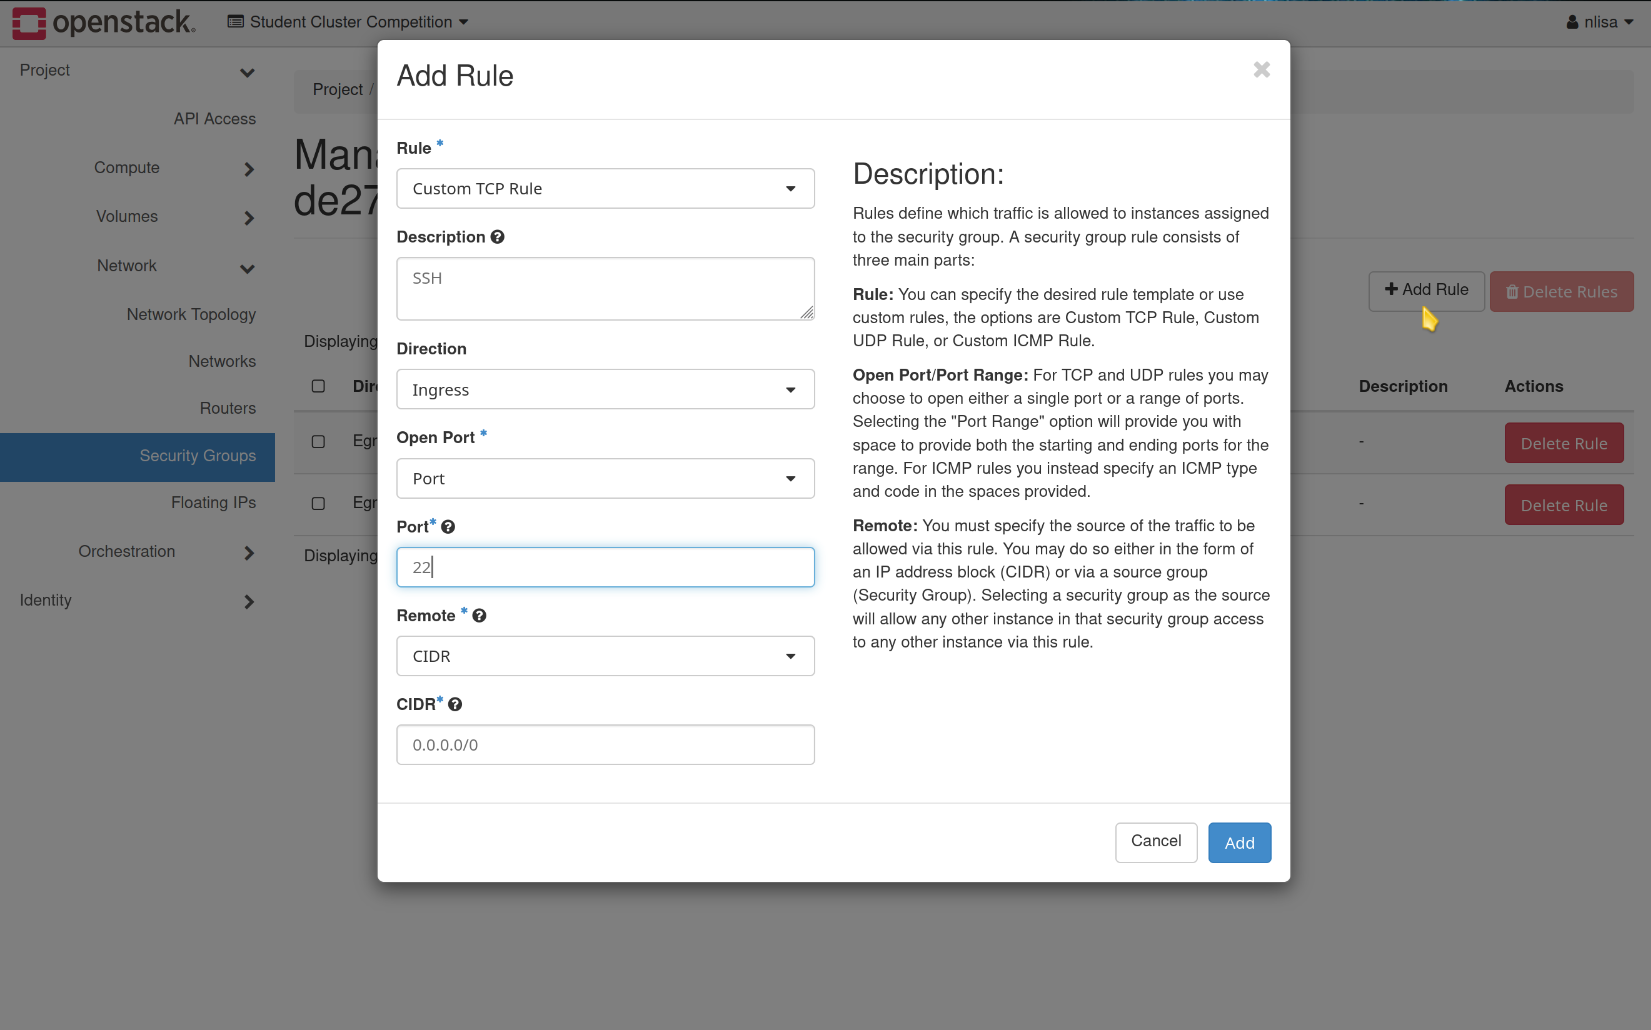 openstack.
Student Cluster Competition
nlisa
Project
API Access
Compute
Volumes
Network
Network Topology
Networks
Routers
Security Groups
Floating IPs
Orchestration
Identity
Project /
Mana
de27
Add Rule
Delete Rules
Displaying
Dir
Description
Actions
Egr
-
Delete Rule
Egr
-
Delete Rule
Displaying
Add Rule
Rule *
Custom TCP Rule
Description
SSH
Direction
Ingress
Open Port *
Port
Port*
22
Remote *
CIDR
CIDR*
0.0.0.0/0
Description:
Rules define which traffic is allowed to instances assigned
to the security group. A security group rule consists of
three main parts:
Rule: You can specify the desired rule template or use
custom rules, the options are Custom TCP Rule, Custom
UDP Rule, or Custom ICMP Rule.
Open Port/Port Range: For TCP and UDP rules you may
choose to open either a single port or a range of ports.
Selecting the "Port Range" option will provide you with
space to provide both the starting and ending ports for the
range. For ICMP rules you instead specify an ICMP type
and code in the spaces provided.
Remote: You must specify the source of the traffic to be
allowed via this rule. You may do so either in the form of
an IP address block (CIDR) or via a source group
(Security Group). Selecting a security group as the source
will allow any other instance in that security group access
to any other instance via this rule.
Cancel
Add